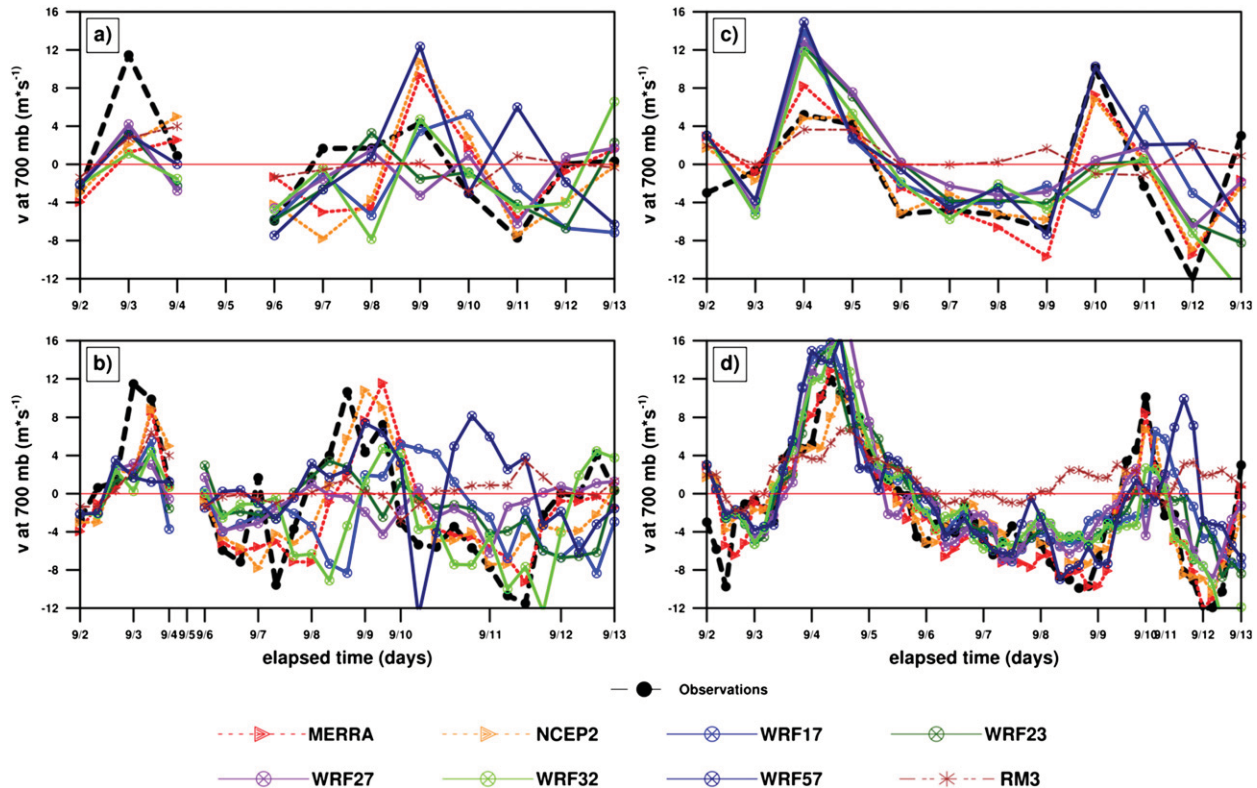 a)
v at 700 mb (m*s⁻¹)
16
12
8
4
0
-4
-8
-12
9/2 9/3 9/4 9/5 9/6 9/7 9/8 9/9 9/10 9/11 9/12 9/13
c)
v at 700 mb (m*s⁻¹)
16
12
8
4
0
-4
-8
-12
9/2 9/3 9/4 9/5 9/6 9/7 9/8 9/9 9/10 9/11 9/12 9/13
b)
v at 700 mb (m*s⁻¹)
16
12
8
4
0
-4
-8
-12
9/2 9/3 9/49/59/6 9/7 9/8 9/9 9/10 9/11 9/12 9/13
elapsed time (days)
d)
v at 700 mb (m*s⁻¹)
16
12
8
4
0
-4
-8
-12
9/2 9/3 9/4 9/5 9/6 9/7 9/8 9/9 9/10 9/11 9/12 9/13
elapsed time (days)
Observations
MERRA NCEP2 WRF17 WRF23
WRF27 WRF32 WRF57 RM3